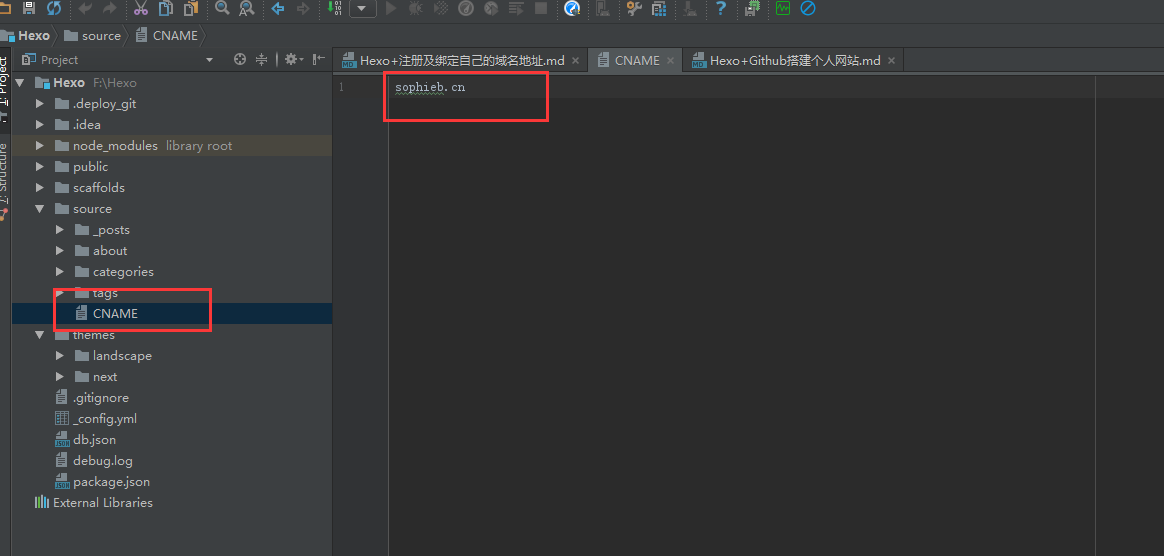 Hexo source CNAME
Project
Hexo+注册及绑定自己的域名地址.md CNAME Hexo+Github搭建个人网站.md
1: Project
7: Structure
Hexo F:\Hexo
.deploy_git
.idea
node_modules library root
public
scaffolds
source
_posts
about
categories
tags
CNAME
themes
landscape
next
.gitignore
_config.yml
db.json
debug.log
package.json
External Libraries
1 sophieb.cn